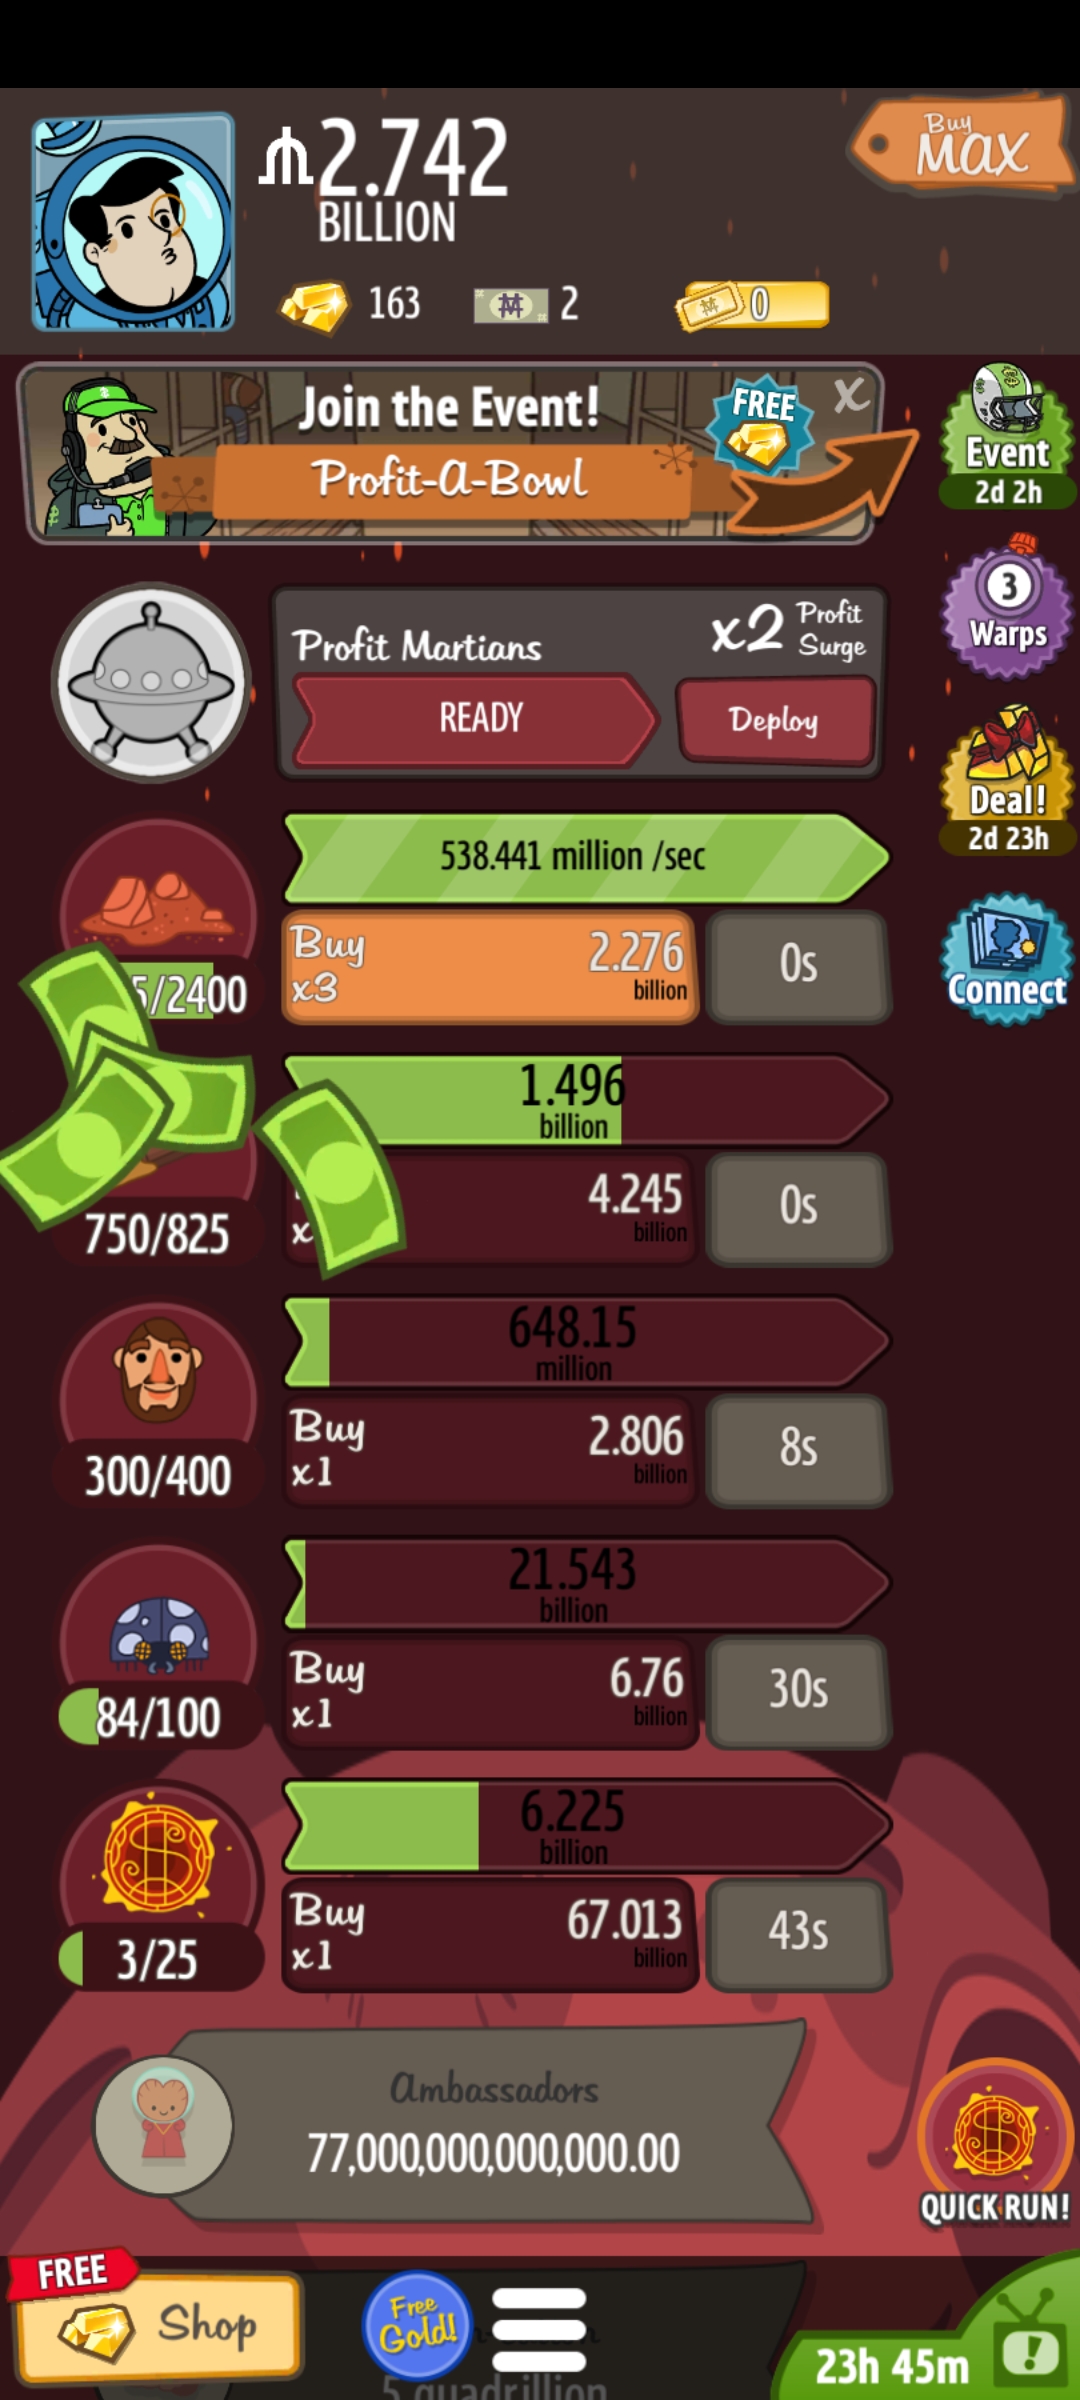 2.742
BILLION
Buy
MAX
163
2
0
Join the Event!
FREE
X
Profit-A-Bowl
Event
2d 2h
3
Warps
Profit Martians
x2 Profit
Surge
READY
Deploy
Deal!
2d 23h
538.441 million /sec
Buy
x3
2.276
billion
0s
5/2400
Connect
1.496
billion
4.245
billion
x
0s
750/825
648.15
million
Buy
x1
2.806
billion
8s
300/400
21.543
billion
Buy
x1
6.76
billion
30s
84/100
6.225
billion
Buy
x1
67.013
billion
43s
3/25
Ambassadors
77,000,000,000,000.00
QUICK RUN!
FREE
Shop
Free
Gold!
23h 45m
5 quadrillion